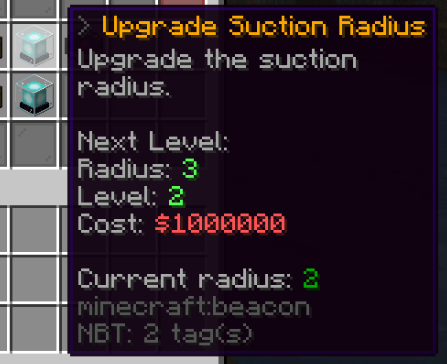 > Upgrade Suction Radius
Upgrade the suction
radius.
Next Level:
Radius: 3
Level: 2
Cost: $1000000
Current radius: 2
minecraft:beacon
NBT: 2 tag(s)